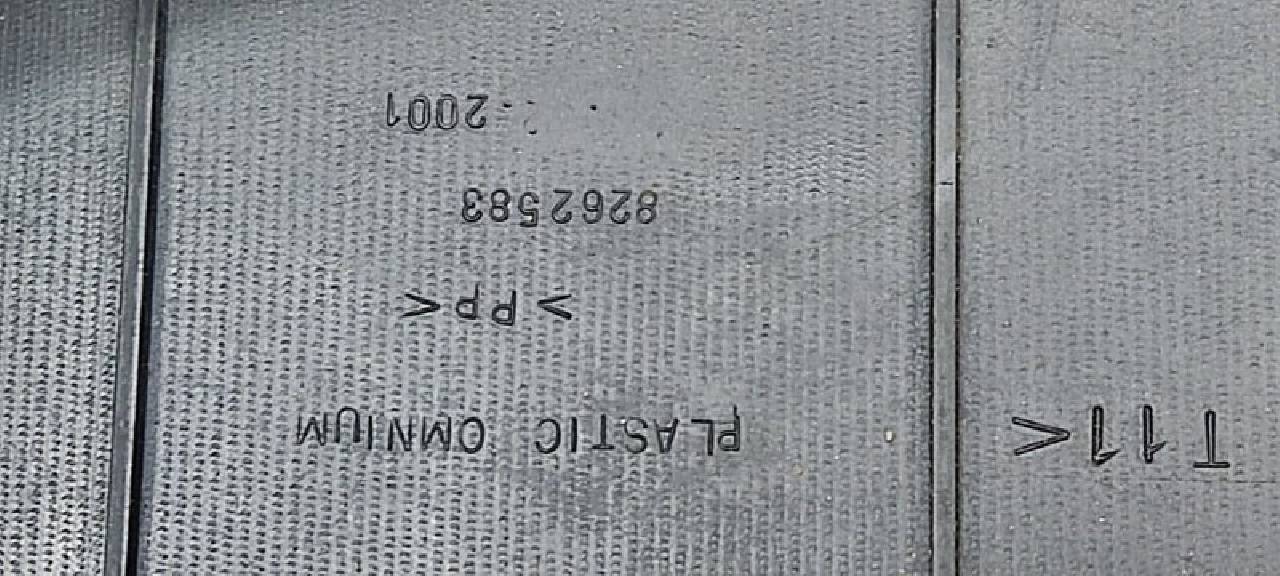 T11<
PLASTIC OMNIUM
> PP <
8262583
2001